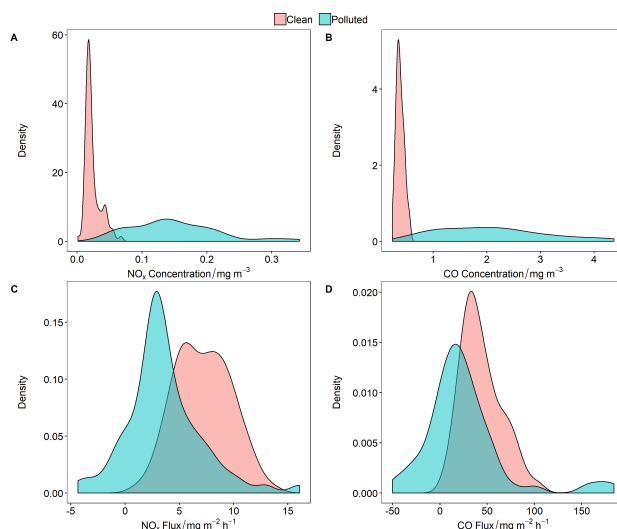 Clean Polluted
A
60
40
20
0
Density
0.0 0.1 0.2 0.3
NOₓ Concentration/mg m⁻³
B
4
2
0
Density
1 2 3 4
CO Concentration/mg m⁻³
C
0.15
0.10
0.05
0.00
Density
-5 0 5 10 15
NOₓ Flux/mg m⁻² h⁻¹
D
0.020
0.015
0.010
0.005
0.000
Density
-50 0 50 100 150
CO Flux/mg m⁻² h⁻¹